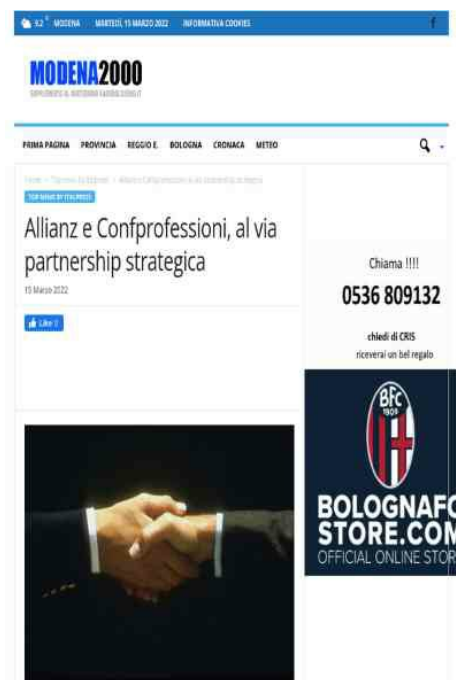 9.2 ° MODENA MARTEDÌ, 15 MARZO 2022 INFORMATIVA COOKIES
MODENA2000
PRIMA PAGINA PROVINCIA REGGIO E. BOLOGNA CRONACA METEO
TOP NEWS BY ITALPRESS
Allianz e Confprofessioni, al via
partnership strategica
15 Marzo 2022
Like 0
Chiama !!!!
0536 809132
chiedi di CRIS
riceverai un bel regalo
BFC
1909
BOLOGNAFC
STORE.COM
OFFICIAL ONLINE STOR